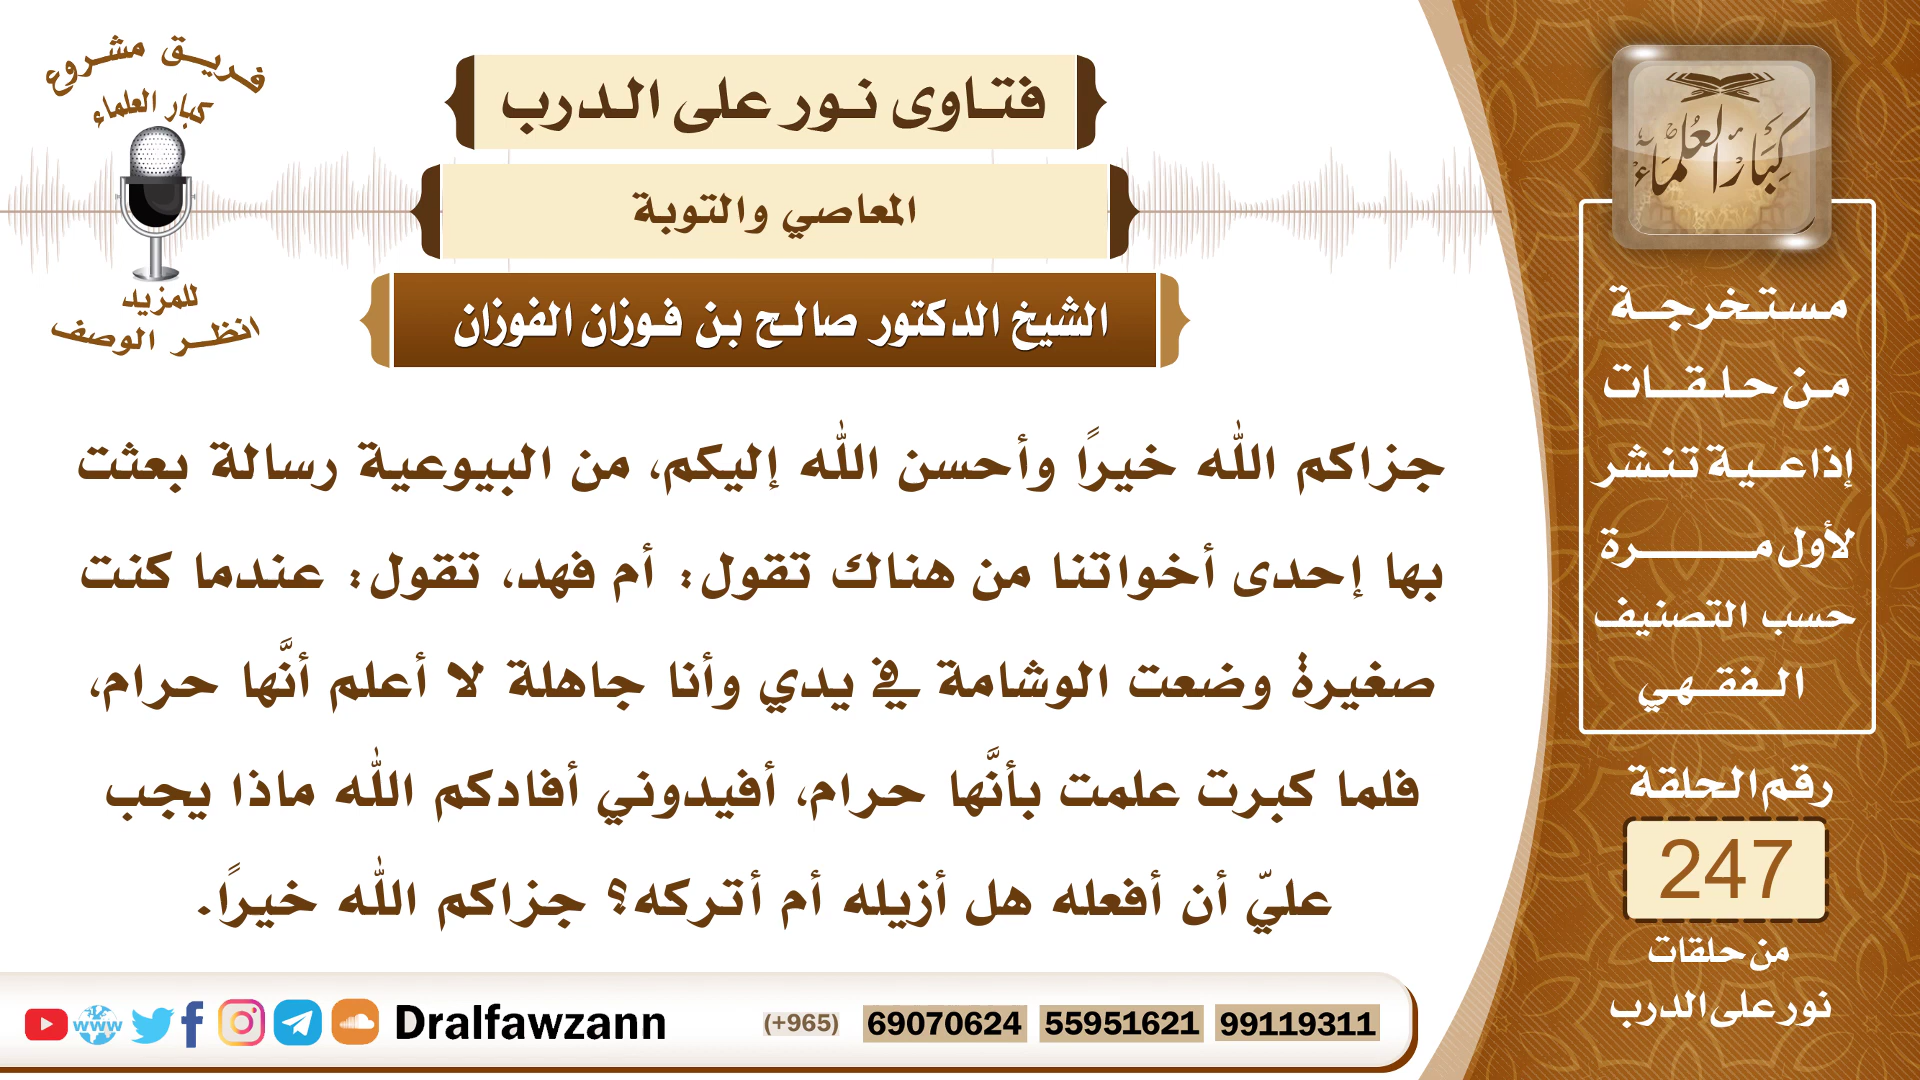 فريق مشروع
كبار العلماء
للمزيد
انظر الوصف
فتاوى نور على الدرب
المعاصي والتوبة
الشيخ الدكتور صالح بن فوزان الفوزان
جزاكم الله خيرًا وأحسن الله إليكم، من البيوعية رسالة بعثت
بها إحدى أخواتنا من هناك تقول: أم فهد، تقول: عندما كنت
صغيرة وضعت الوشامة في يدي وأنا جاهلة لا أعلم أنَّها حرام،
فلما كبرت علمت بأنَّها حرام، أفيدوني أفادكم الله ماذا يجب
عليّ أن أفعله هل أزيله أم أتركه؟ جزاكم الله خيرًا.
كِبَارُ العُلَمَاءِ
مستخرجة
من حلقات
إذاعية تنشر
لأول مرة
حسب التصنيف
الفقهي
رقم الحلقة
247
من حلقات
نور على الدرب
www
Dralfawzann
(+965) 69070624 55951621 99119311